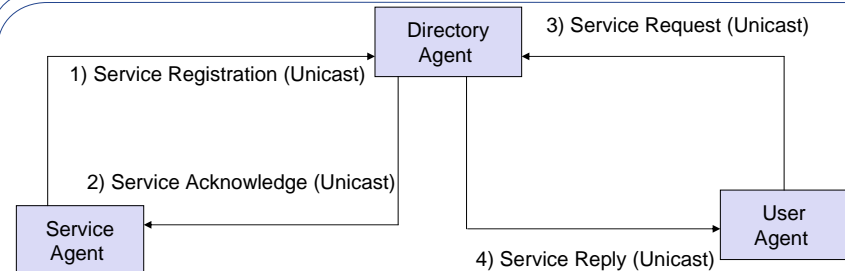 Directory
Agent
3) Service Request (Unicast)
1) Service Registration (Unicast)
2) Service Acknowledge (Unicast)
Service
Agent
User
Agent
4) Service Reply (Unicast)